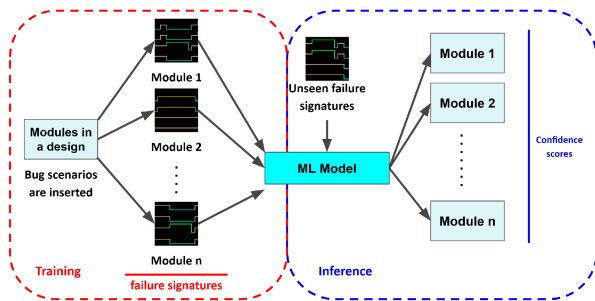 Modules in
a design
Bug scenarios
are inserted
Module 1
Module 2
Module n
failure signatures
Training
Unseen failure
signatures
ML Model
Module 1
Module 2
Module n
Confidence
scores
Inference